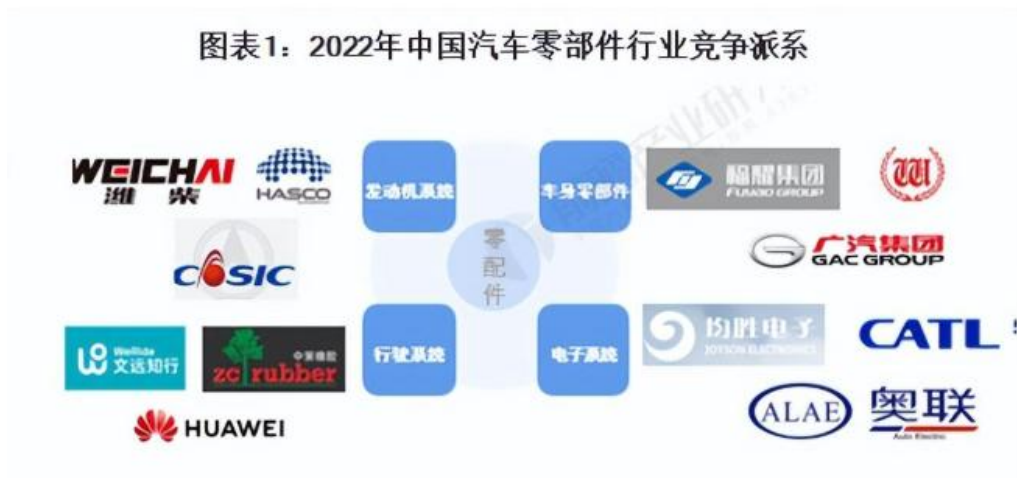 图表1：2022年中国汽车零部件行业竞争派系
WEICHAI
潍柴
HASCO
发动机系统
车身零部件
福耀集团
FUYAO GROUP
COSIC
零配件
广汽集团
GAC GROUP
WeRide
文远知行
中策橡胶
zc rubber
行驶系统
电子系统
均胜电子
JOYSON ELECTRONICS
CATL
HUAWEI
ALAE
奥联
Auto Electric